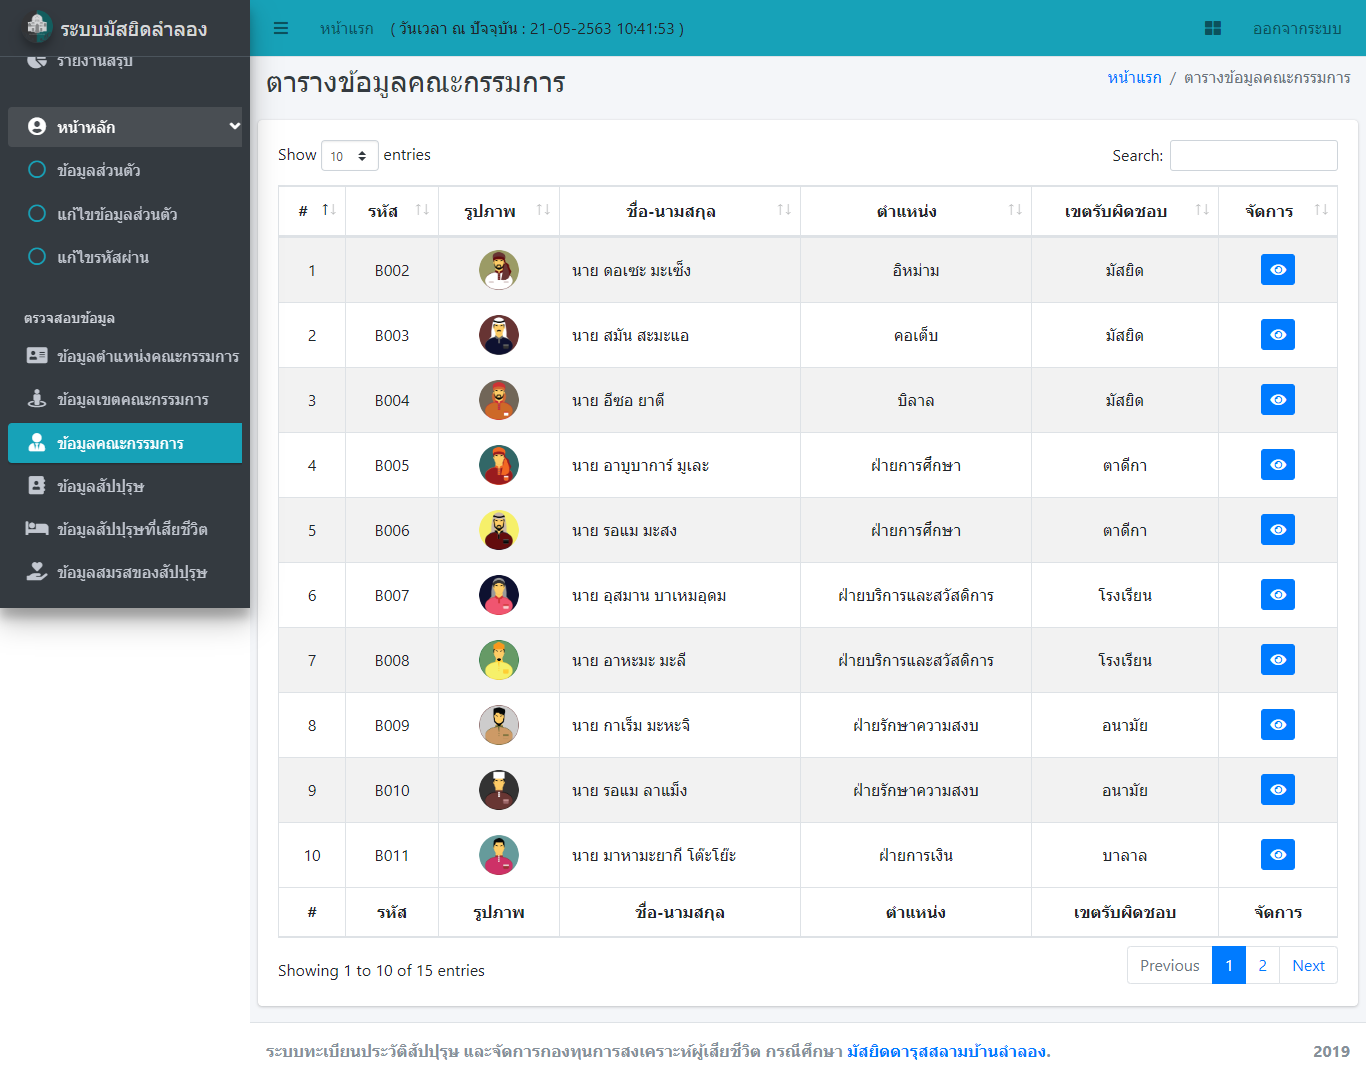 ระบบมัสยิดลำลอง
รายงานสรุป
หน้าหลัก
ข้อมูลส่วนตัว
แก้ไขข้อมูลส่วนตัว
แก้ไขรหัสผ่าน
ตรวจสอบข้อมูล
ข้อมูลตำแหน่งคณะกรรมการ
ข้อมูลเขตคณะกรรมการ
ข้อมูลคณะกรรมการ
ข้อมูลสัปปุรุษ
ข้อมูลสัปปุรุษที่เสียชีวิต
ข้อมูลสมรสของสัปปุรุษ
หน้าแรก ( วันเวลา ณ ปัจจุบัน : 21-05-2563 10:41:53 ) ออกจากระบบ
ตารางข้อมูลคณะกรรมการ หน้าแรก / ตารางข้อมูลคณะกรรมการ
Show 10 entries Search:
# รหัส รูปภาพ ชื่อ-นามสกุล ตำแหน่ง เขตรับผิดชอบ จัดการ
1 B002 นาย ดอเซะ มะเซ็ง อิหม่าม มัสยิด
2 B003 นาย สมัน สะมะแอ คอเต็บ มัสยิด
3 B004 นาย อีซอ ยาตี บิลาล มัสยิด
4 B005 นาย อาบูบาการ์ มูเละ ฝ่ายการศึกษา ตาดีกา
5 B006 นาย รอแม มะสง ฝ่ายการศึกษา ตาดีกา
6 B007 นาย อุสมาน บาเหมอุดม ฝ่ายบริการและสวัสดิการ โรงเรียน
7 B008 นาย อาหะมะ มะลี ฝ่ายบริการและสวัสดิการ โรงเรียน
8 B009 นาย กาเร็ม มะหะจิ ฝ่ายรักษาความสงบ อนามัย
9 B010 นาย รอแม ลาแม็ง ฝ่ายรักษาความสงบ อนามัย
10 B011 นาย มาหามะยากี โต๊ะโย๊ะ ฝ่ายการเงิน บาลาล
# รหัส รูปภาพ ชื่อ-นามสกุล ตำแหน่ง เขตรับผิดชอบ จัดการ
Showing 1 to 10 of 15 entries Previous 1 2 Next
ระบบทะเบียนประวัติสัปปุรุษ และจัดการกองทุนการสงเคราะห์ผู้เสียชีวิต กรณีศึกษา มัสยิดดารุสสลามบ้านลำลอง. 2019